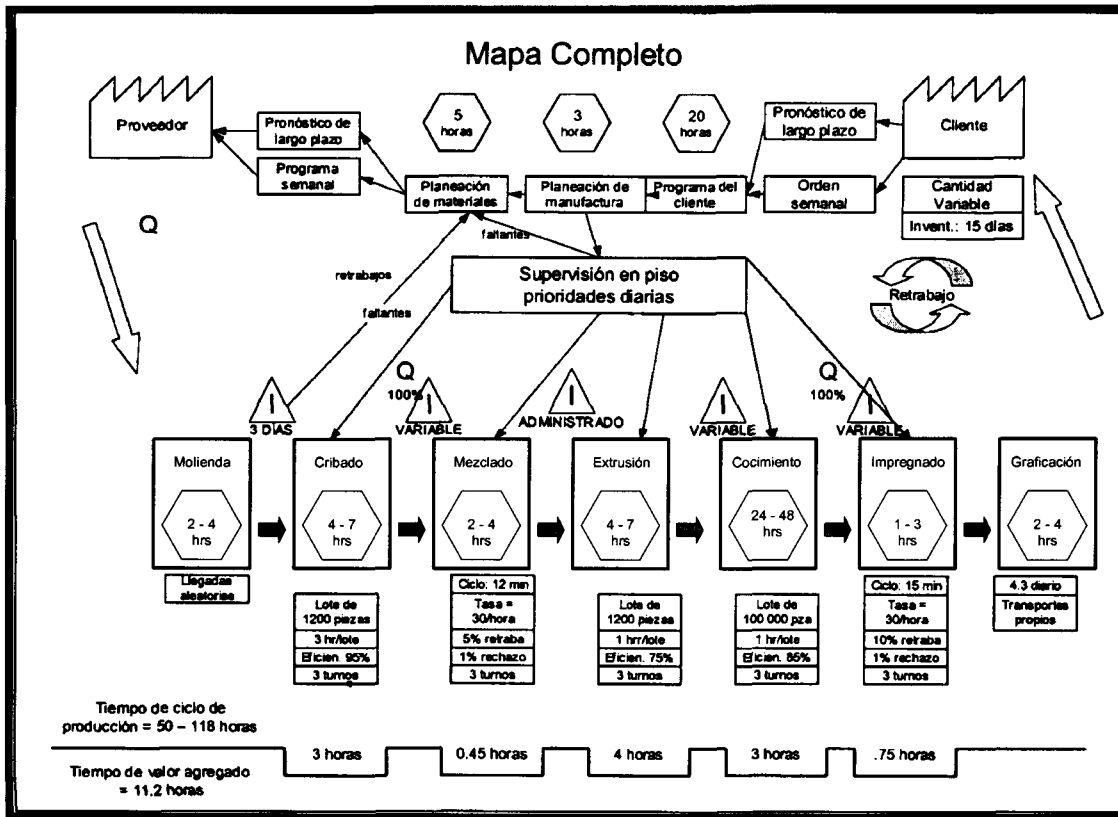 Mapa Completo
Proveedor
Pronóstico de
largo plazo
Programa
semanal
5
horas
3
horas
20
horas
Pronóstico de
largo plazo
Cliente
Planeación
de materiales
Planeación de
manufactura
Programa del
cliente
Orden
semanal
Cantidad
Variable
Invent.: 15 días
Q
faltantes
retrabajos
faltantes
Supervisión en piso
prioridades diarias
Retrabajo
Q
100%
Q
100%
I
3 DÍAS
I
VARIABLE
I
ADMINISTRADO
I
VARIABLE
I
VARIABLE
Molienda
2 - 4
hrs
Cribado
4 - 7
hrs
Mezclado
2 - 4
hrs
Extrusión
4 - 7
hrs
Cocimiento
24 - 48
hrs
Impregnado
1 - 3
hrs
Graficación
2 - 4
hrs
Llegadas
aleatorias
Lote de
1200 piezas
3 hr/lote
Eficien. 95%
3 turnos
Ciclo: 12 min
Tasa =
30/hora
5% retraba
1% rechazo
3 turnos
Lote de
1200 piezas
1 hrr/lote
Eficien. 75%
3 turnos
Lote de
100 000 pza
1 hr/lote
Eficien. 85%
3 turnos
Ciclo: 15 min
Tasa =
30/hora
10% retraba
1% rechazo
3 turnos
4.3 diario
Transportes
propios
Tiempo de ciclo de
producción = 50 – 118 horas
3 horas
0.45 horas
4 horas
3 horas
.75 horas
Tiempo de valor agregado
= 11.2 horas